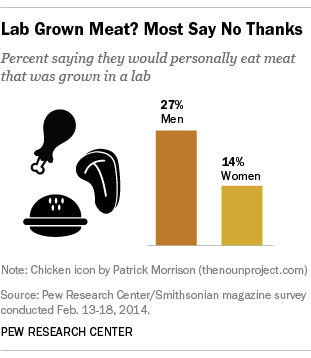 Lab Grown Meat? Most Say No Thanks
Percent saying they would personally eat meat
that was grown in a lab
27%
Men
14%
Women
Note: Chicken icon by Patrick Morrison (thenounproject.com)
Source: Pew Research Center/Smithsonian magazine survey
conducted Feb. 13-18, 2014.
PEW RESEARCH CENTER